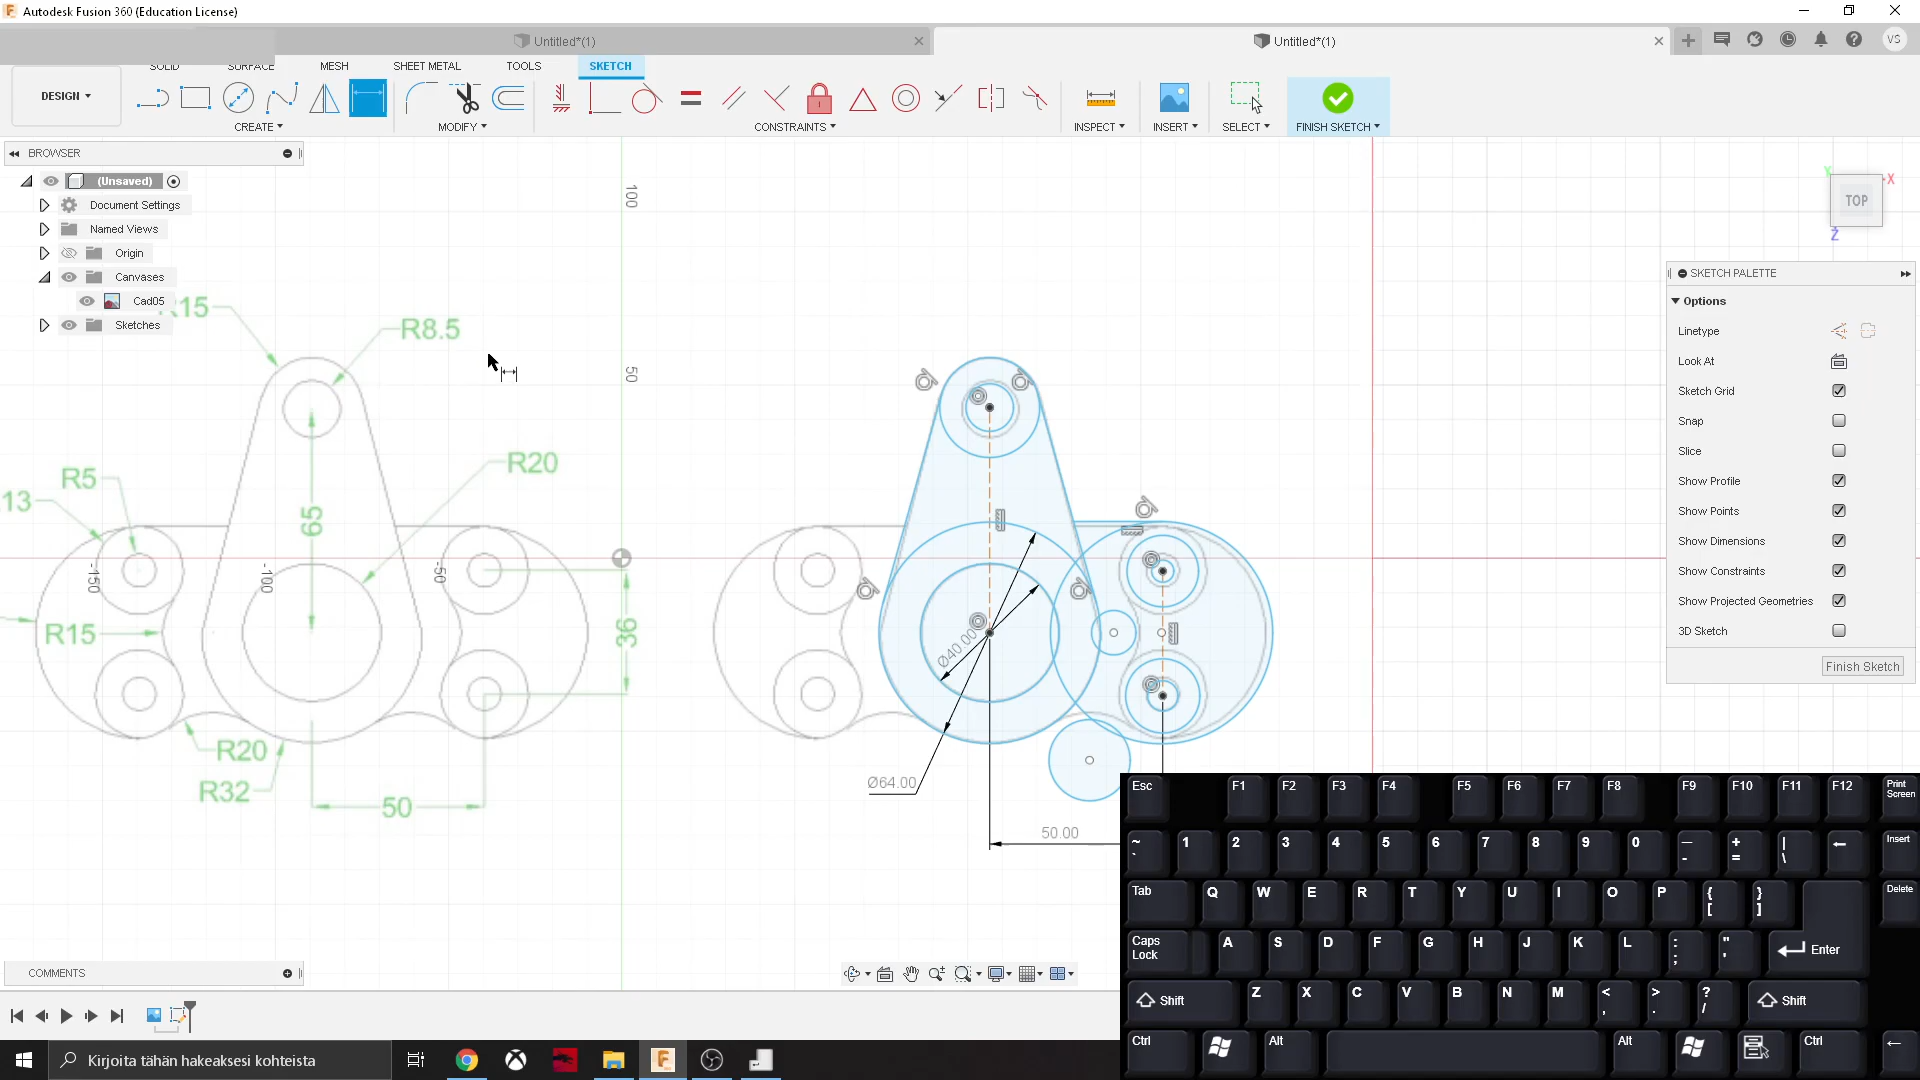 Autodesk Fusion 360 (Education License)
Untitled*(1)
Untitled*(1)
VS
SOLID SURFACE MESH SHEET METAL TOOLS SKETCH
DESIGN
CREATE MODIFY CONSTRAINTS INSPECT INSERT SELECT FINISH SKETCH
BROWSER
(Unsaved)
Document Settings
Named Views
Origin
Canvases
Cad05
Sketches
TOP
X
Y
Z
SKETCH PALETTE
Options
Linetype
Look At
Sketch Grid
Snap
Slice
Show Profile
Show Points
Show Dimensions
Show Constraints
Show Projected Geometries
3D Sketch
Finish Sketch
100
50
-50
-100
-150
R15
R8.5
R20
R5
13
65
36
R15
R20
R32
50
Ø40.00
Ø64.00
50.00
COMMENTS
Esc F1 F2 F3 F4 F5 F6 F7 F8 F9 F10 F11 F12 Print Screen
~ ` 1 2 3 4 5 6 7 8 9 0 — - + = | \ Insert
Tab Q W E R T Y U I O P { [ } ] Delete
Caps Lock A S D F G H J K L : ; " ' Enter
Shift Z X C V B N M < , > . ? / Shift
Ctrl Alt Alt Ctrl
Kirjoita tähän hakeaksesi kohteista